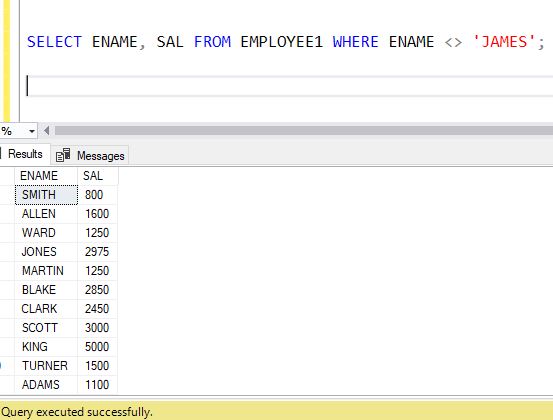 SELECT ENAME, SAL FROM EMPLOYEE1 WHERE ENAME <> 'JAMES';
%
Results Messages
ENAME SAL
SMITH 800
ALLEN 1600
WARD 1250
JONES 2975
MARTIN 1250
BLAKE 2850
CLARK 2450
SCOTT 3000
KING 5000
TURNER 1500
ADAMS 1100
Query executed successfully.